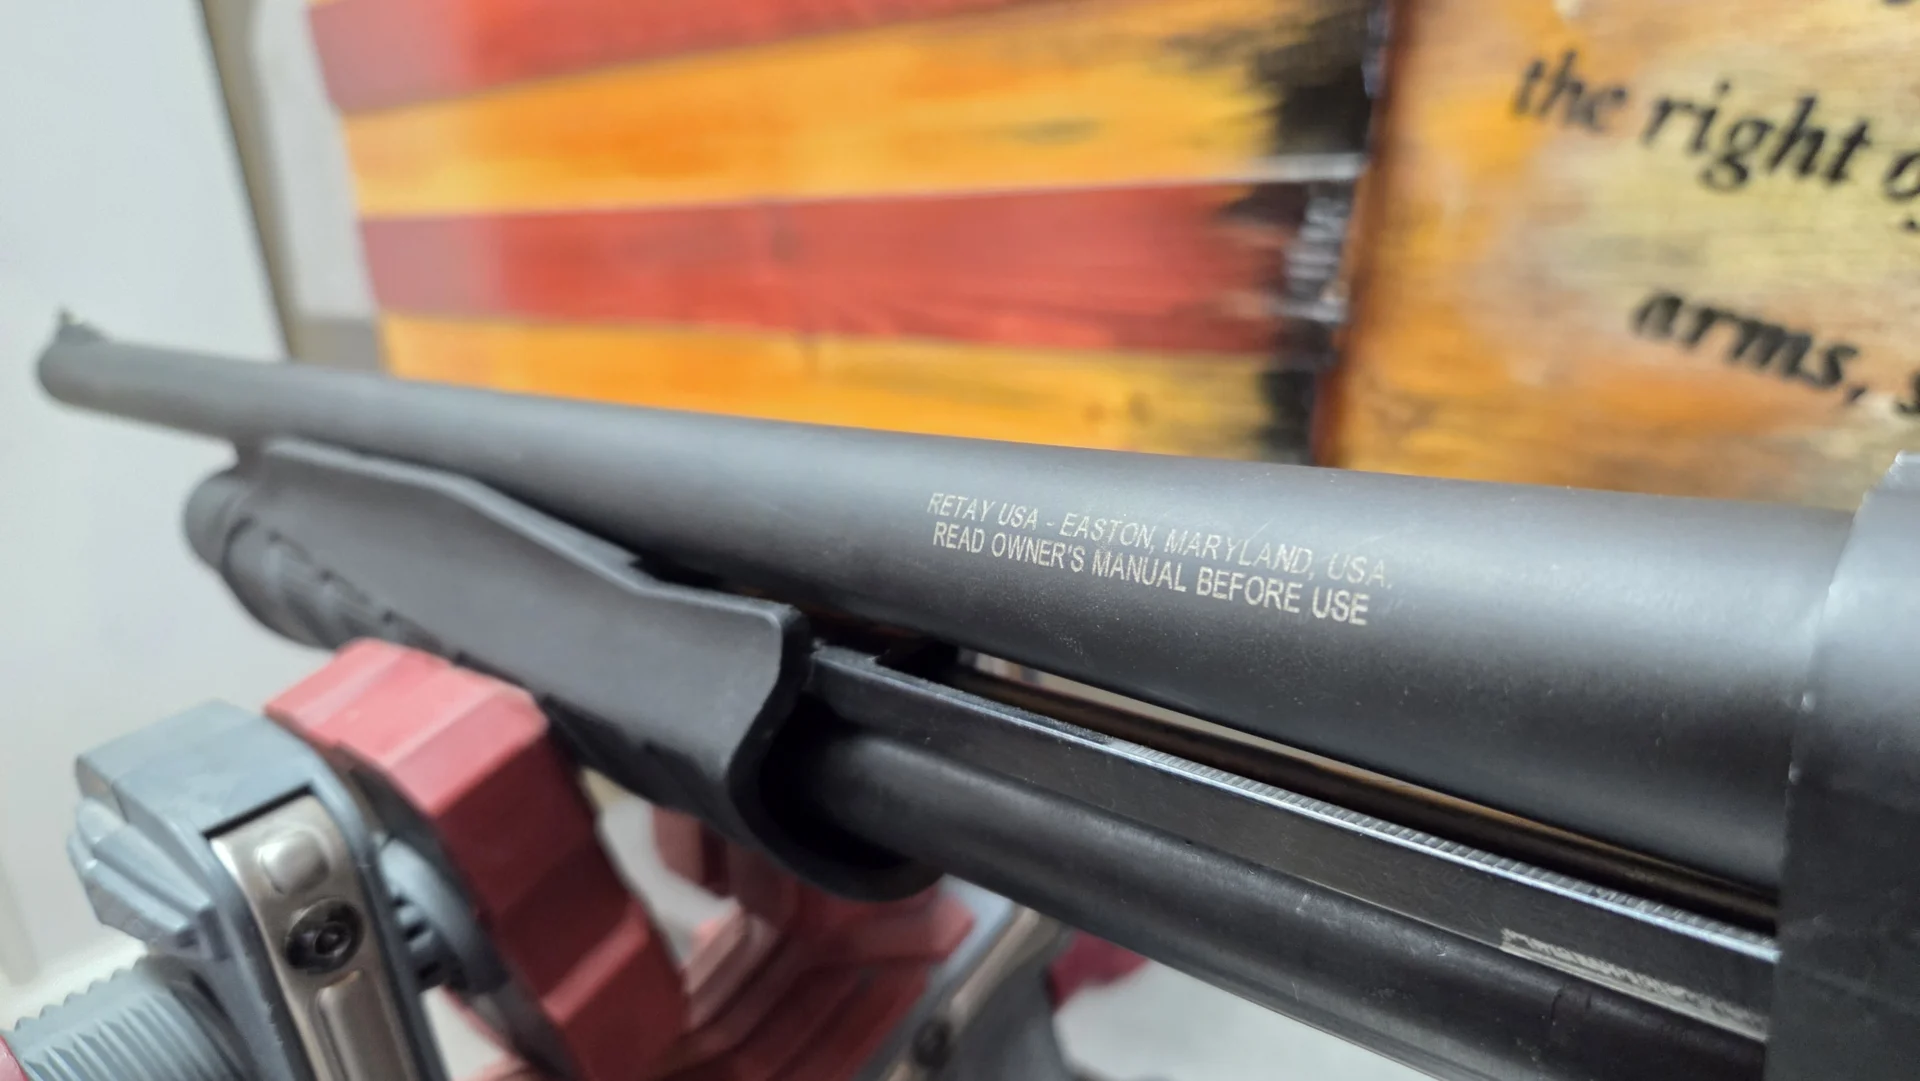 the right
arms,
RETAY USA - EASTON, MARYLAND, USA.
READ OWNER'S MANUAL BEFORE USE